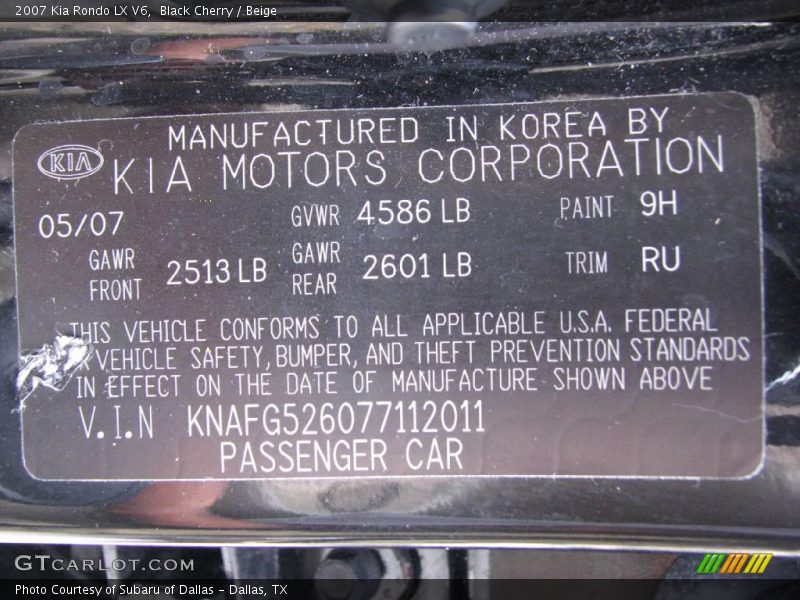 2007 Kia Rondo LX V6, Black Cherry / Beige
MANUFACTURED IN KOREA BY
KIA KIA MOTORS CORPORATION
05/07 GVWR 4586 LB PAINT 9H
GAWR FRONT 2513 LB GAWR REAR 2601 LB TRIM RU
THIS VEHICLE CONFORMS TO ALL APPLICABLE U.S.A. FEDERAL
VEHICLE SAFETY, BUMPER, AND THEFT PREVENTION STANDARDS
IN EFFECT ON THE DATE OF MANUFACTURE SHOWN ABOVE
V.I.N KNAFG526077112011
PASSENGER CAR
GTCARLOT.COM
Photo Courtesy of Subaru of Dallas - Dallas, TX